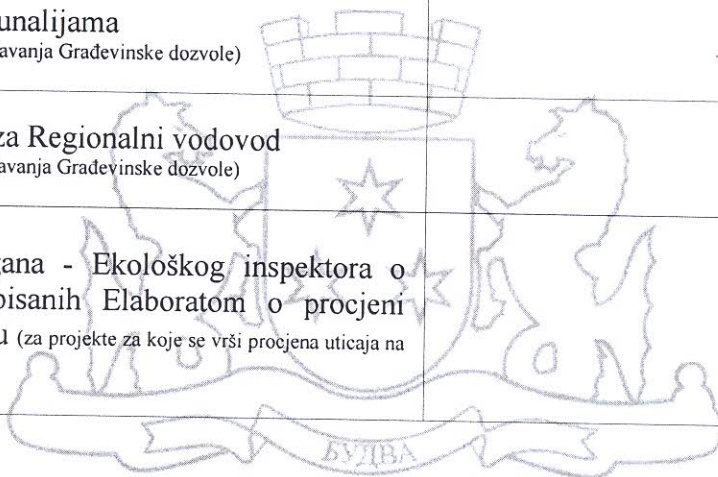 unalijama
avanja Građevinske dozvole)
za Regionalni vodovod
avanja Građevinske dozvole)
gana - Ekološkog inspektora o
pisanih Elaboratom o procjeni
u (za projekte za koje se vrši procjena uticaja na
БУДВА